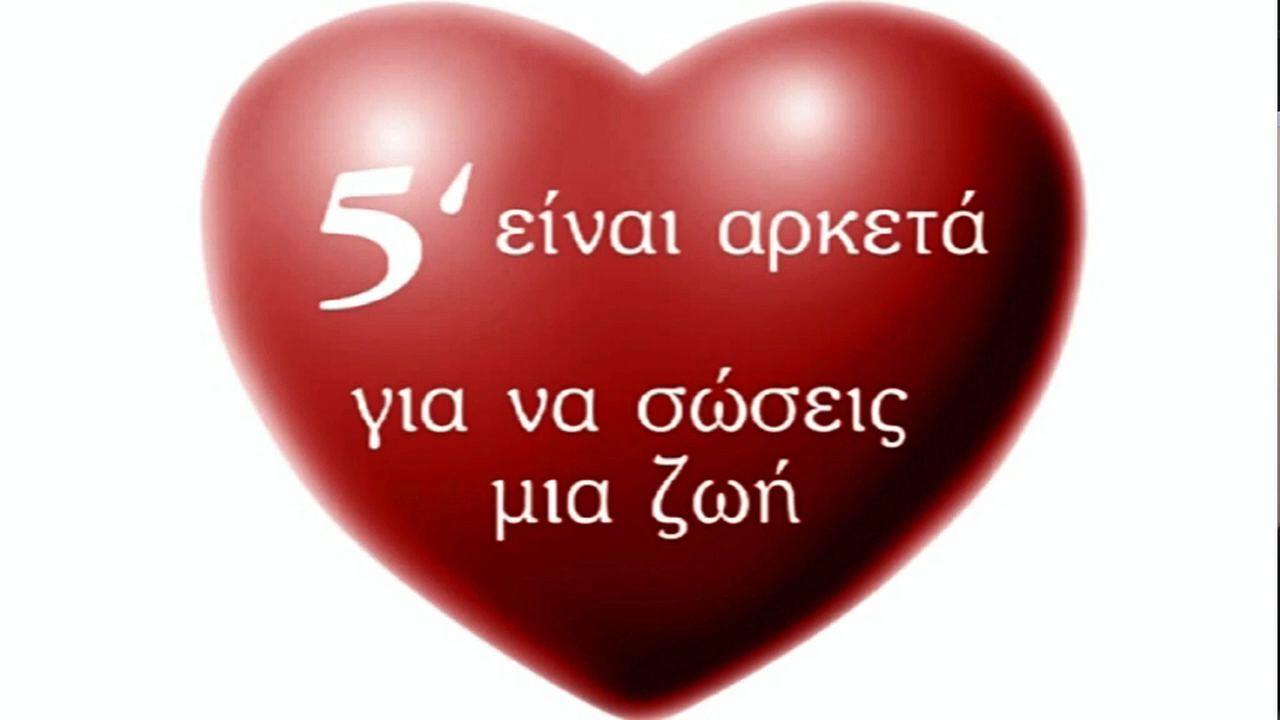 5' είναι αρκετά
για να σώσεις
μια ζωή